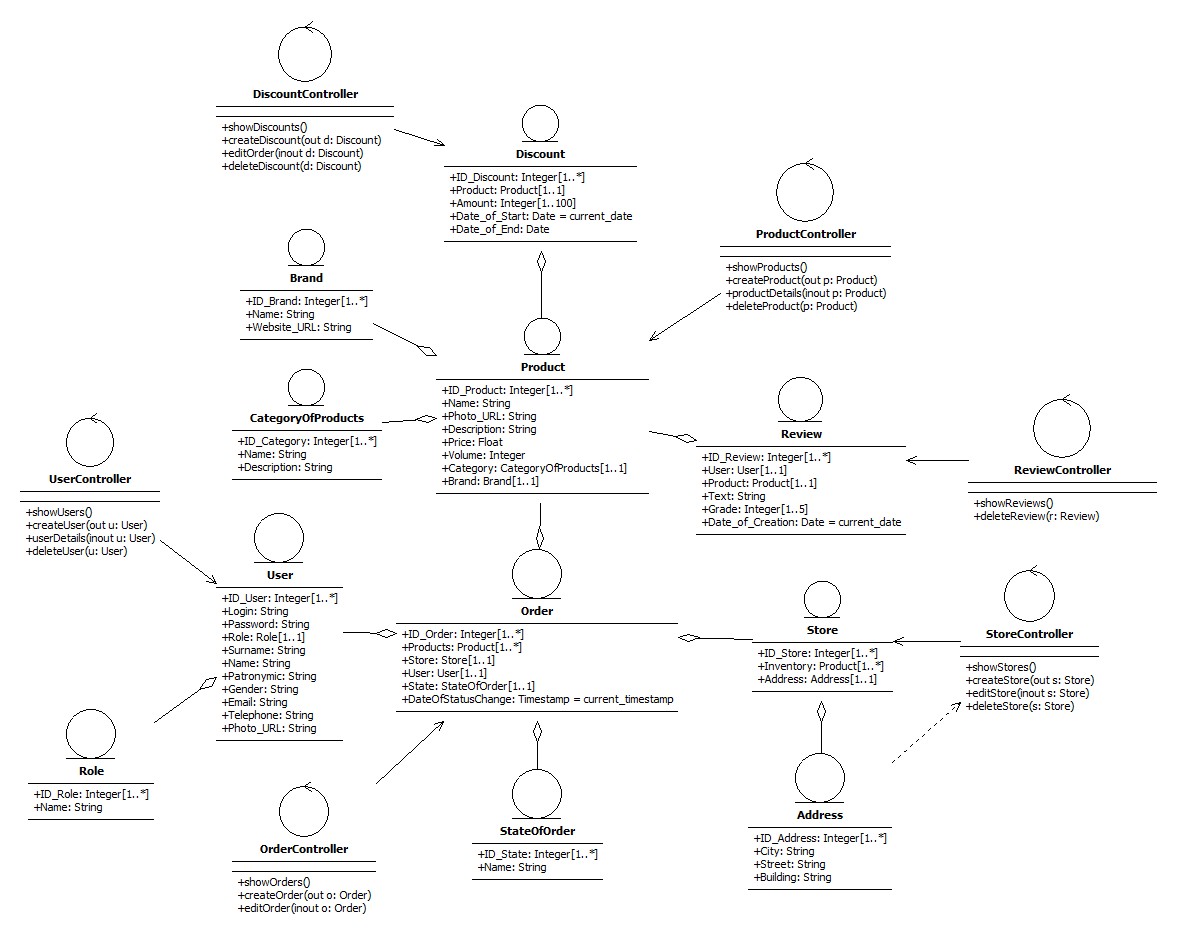 DiscountController
+showDiscounts()
+createDiscount(out d: Discount)
+editOrder(inout d: Discount)
+deleteDiscount(d: Discount)
Discount
+ID_Discount: Integer[1..*]
+Product: Product[1..1]
+Amount: Integer[1..100]
+Date_of_Start: Date = current_date
+Date_of_End: Date
ProductController
+showProducts()
+createProduct(out p: Product)
+productDetails(inout p: Product)
+deleteProduct(p: Product)
Brand
+ID_Brand: Integer[1..*]
+Name: String
+Website_URL: String
Product
+ID_Product: Integer[1..*]
+Name: String
+Photo_URL: String
+Description: String
+Price: Float
+Volume: Integer
+Category: CategoryOfProducts[1..1]
+Brand: Brand[1..1]
CategoryOfProducts
+ID_Category: Integer[1..*]
+Name: String
+Description: String
Review
+ID_Review: Integer[1..*]
+User: User[1..1]
+Product: Product[1..1]
+Text: String
+Grade: Integer[1..5]
+Date_of_Creation: Date = current_date
ReviewController
+showReviews()
+deleteReview(r: Review)
UserController
+showUsers()
+createUser(out u: User)
+userDetails(inout u: User)
+deleteUser(u: User)
User
+ID_User: Integer[1..*]
+Login: String
+Password: String
+Role: Role[1..1]
+Surname: String
+Name: String
+Patronymic: String
+Gender: String
+Email: String
+Telephone: String
+Photo_URL: String
Order
+ID_Order: Integer[1..*]
+Products: Product[1..*]
+Store: Store[1..1]
+User: User[1..1]
+State: StateOfOrder[1..1]
+DateOfStatusChange: Timestamp = current_timestamp
Store
+ID_Store: Integer[1..*]
+Inventory: Product[1..*]
+Address: Address[1..1]
StoreController
+showStores()
+createStore(out s: Store)
+editStore(inout s: Store)
+deleteStore(s: Store)
Role
+ID_Role: Integer[1..*]
+Name: String
OrderController
+showOrders()
+createOrder(out o: Order)
+editOrder(inout o: Order)
StateOfOrder
+ID_State: Integer[1..*]
+Name: String
Address
+ID_Address: Integer[1..*]
+City: String
+Street: String
+Building: String